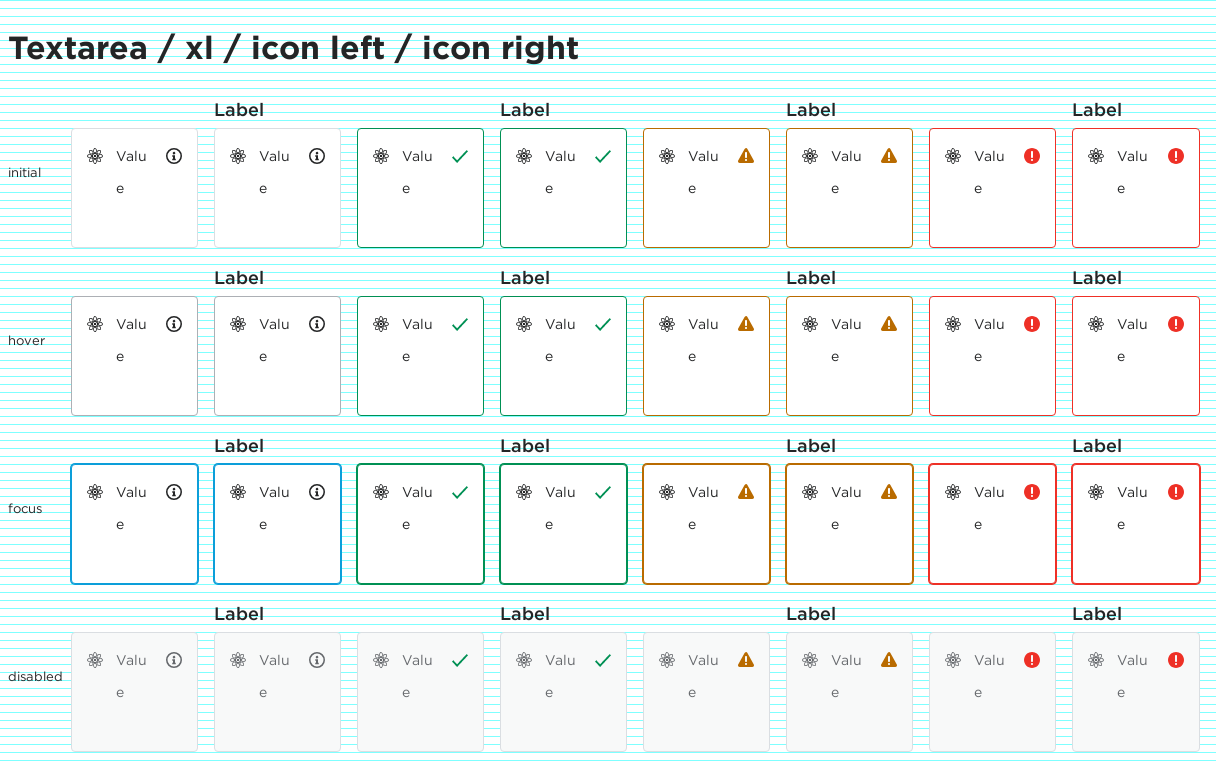 Textarea / xl / icon left / icon right
Label Label Label Label
initial
Valu Valu Valu Valu Valu Valu Valu Valu
e e e e e e e e
Label Label Label Label
hover
Valu Valu Valu Valu Valu Valu Valu Valu
e e e e e e e e
Label Label Label Label
focus
Valu Valu Valu Valu Valu Valu Valu Valu
e e e e e e e e
Label Label Label Label
disabled
Valu Valu Valu Valu Valu Valu Valu Valu
e e e e e e e e